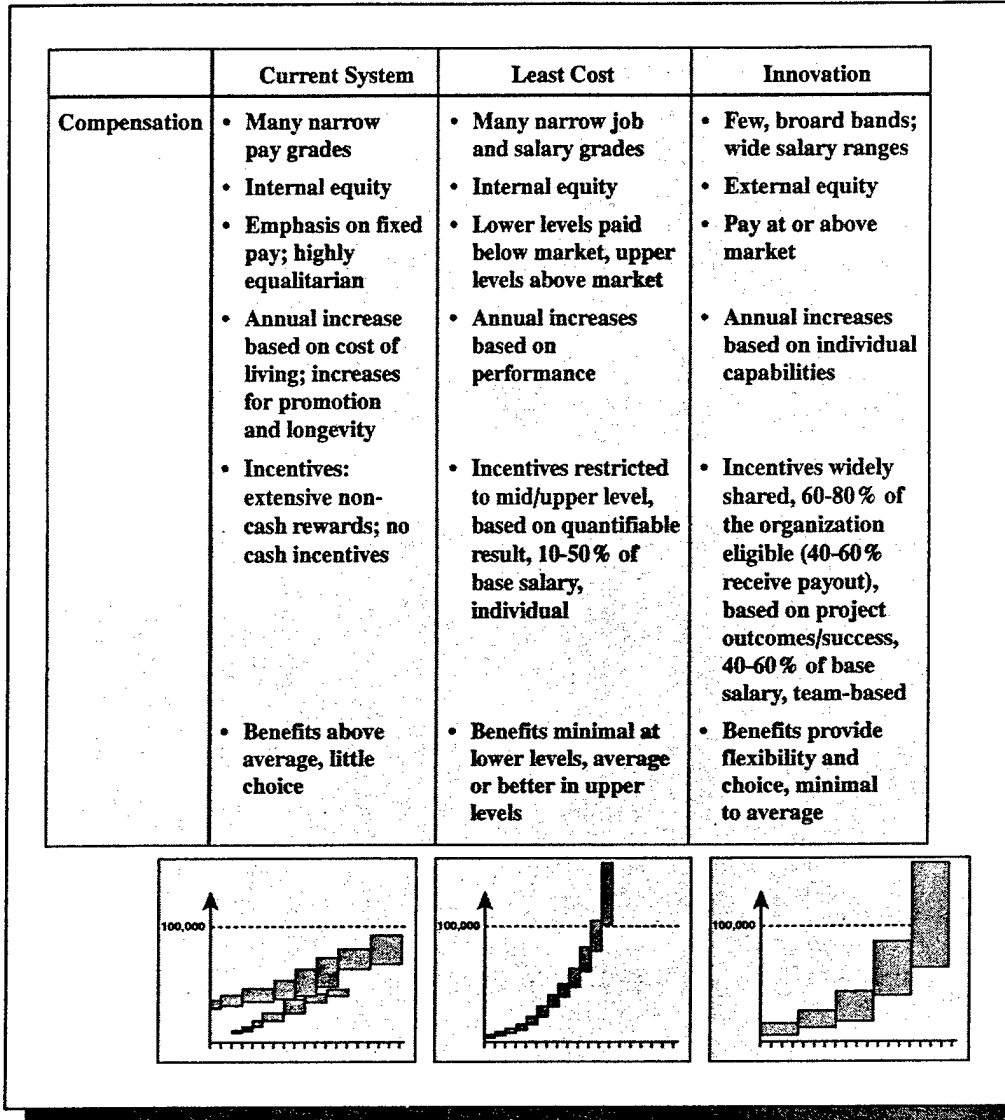 Current System
Least Cost
Innovation
Compensation
• Many narrow
pay grades
• Internal equity
• Emphasis on fixed
pay; highly
equalitarian
• Annual increase
based on cost of
living; increases
for promotion
and longevity
• Incentives:
extensive non-
cash rewards; no
cash incentives
• Benefits above
average, little
choice
• Many narrow job
and salary grades
• Internal equity
• Lower levels paid
below market, upper
levels above market
• Annual increases
based on
performance
• Incentives restricted
to mid/upper level,
based on quantifiable
result, 10-50% of
base salary,
individual
• Benefits minimal at
lower levels, average
or better in upper
levels
• Few, broard bands;
wide salary ranges
• External equity
• Pay at or above
market
• Annual increases
based on individual
capabilities
• Incentives widely
shared, 60-80% of
the organization
eligible (40-60%
receive payout),
based on project
outcomes/success,
40-60% of base
salary, team-based
• Benefits provide
flexibility and
choice, minimal
to average
100,000
100,000
100,000